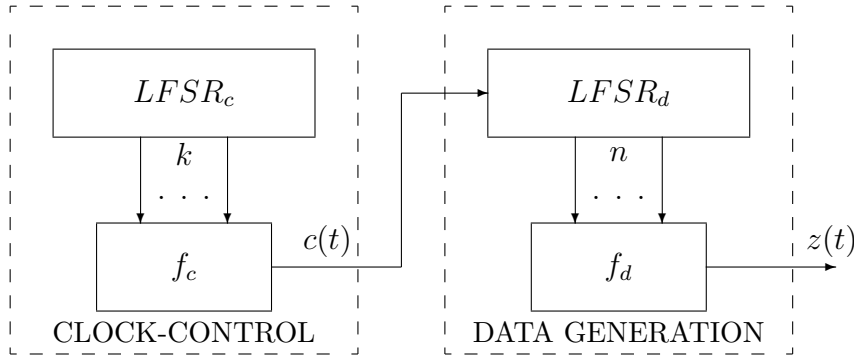 LFSR_c
k
. . .
f_c
c(t)
CLOCK-CONTROL
LFSR_d
n
. . .
f_d
z(t)
DATA GENERATION